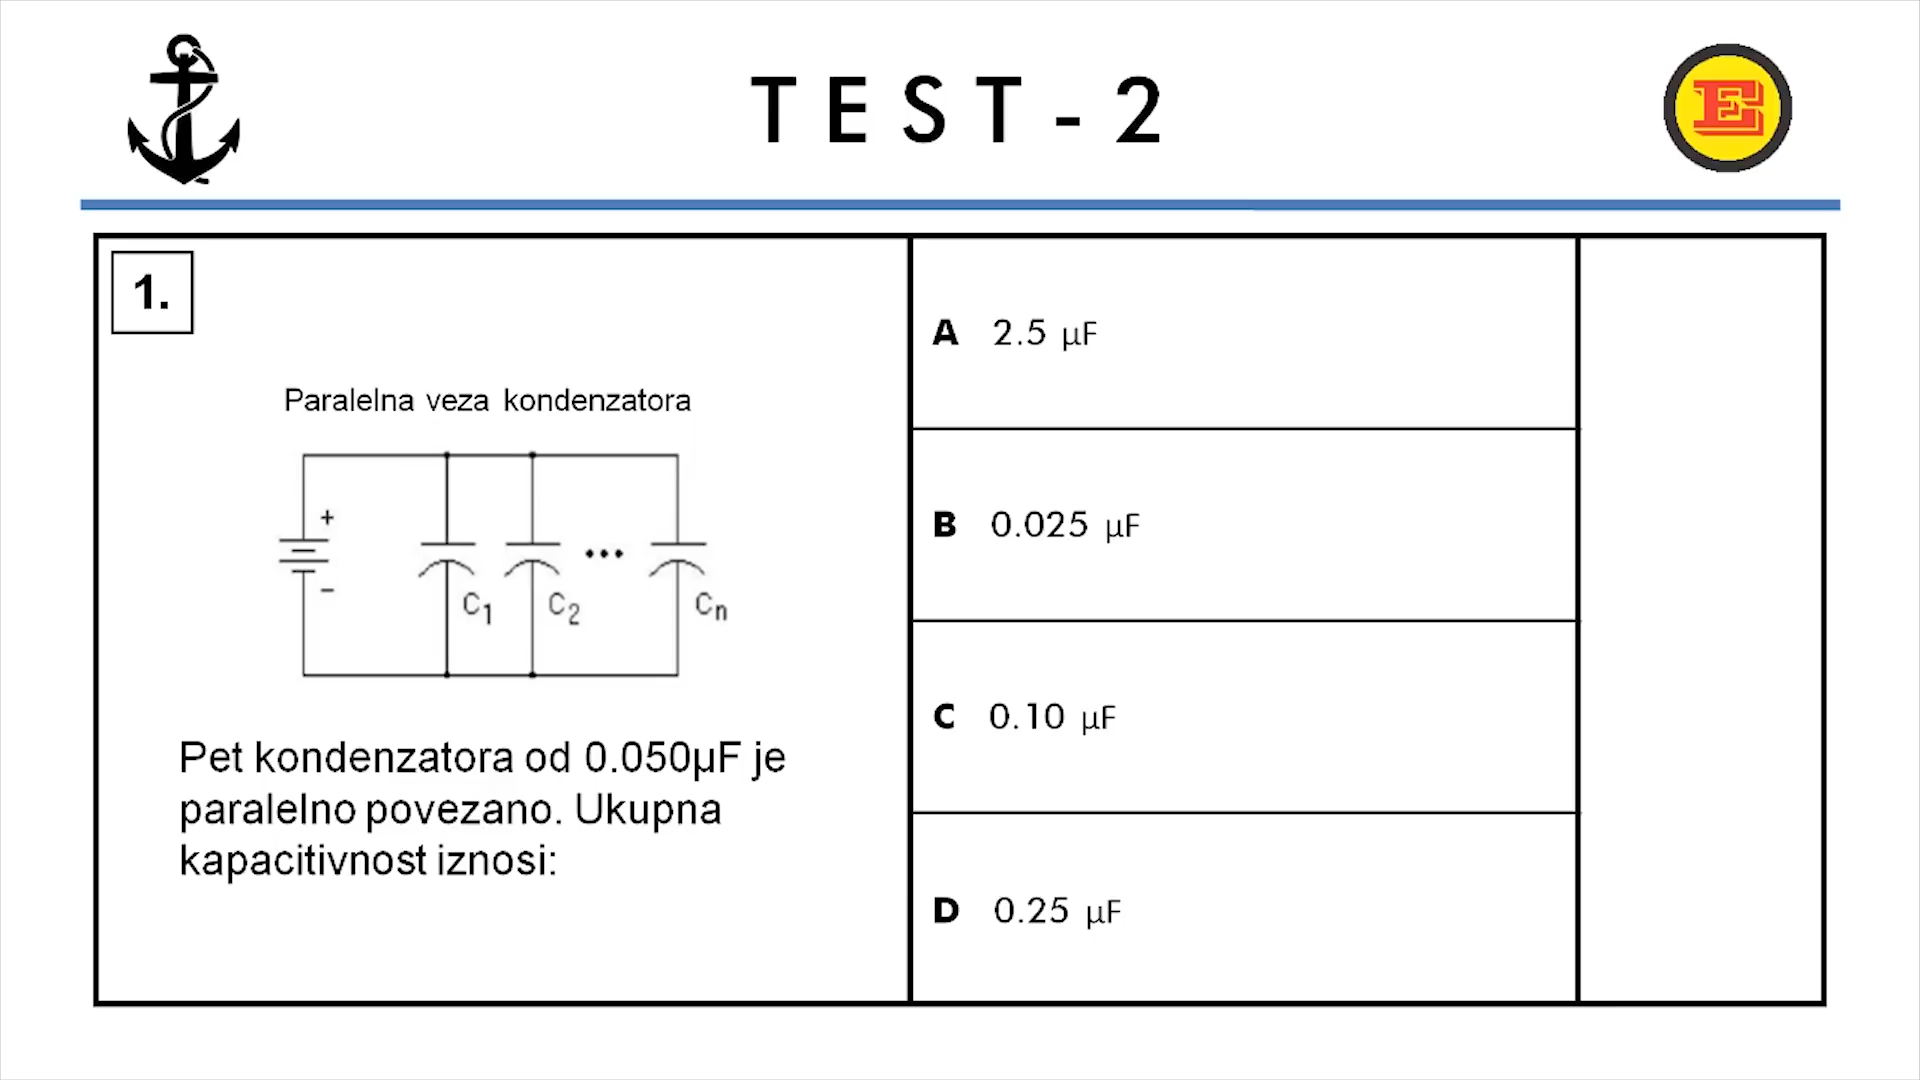 TEST-2
E
1.
Paralelna veza kondenzatora
+
-
C1
C2
Cn
Pet kondenzatora od 0.050µF je
paralelno povezano. Ukupna
kapacitivnost iznosi:
A 2.5 µF
B 0.025 µF
C 0.10 µF
D 0.25 µF